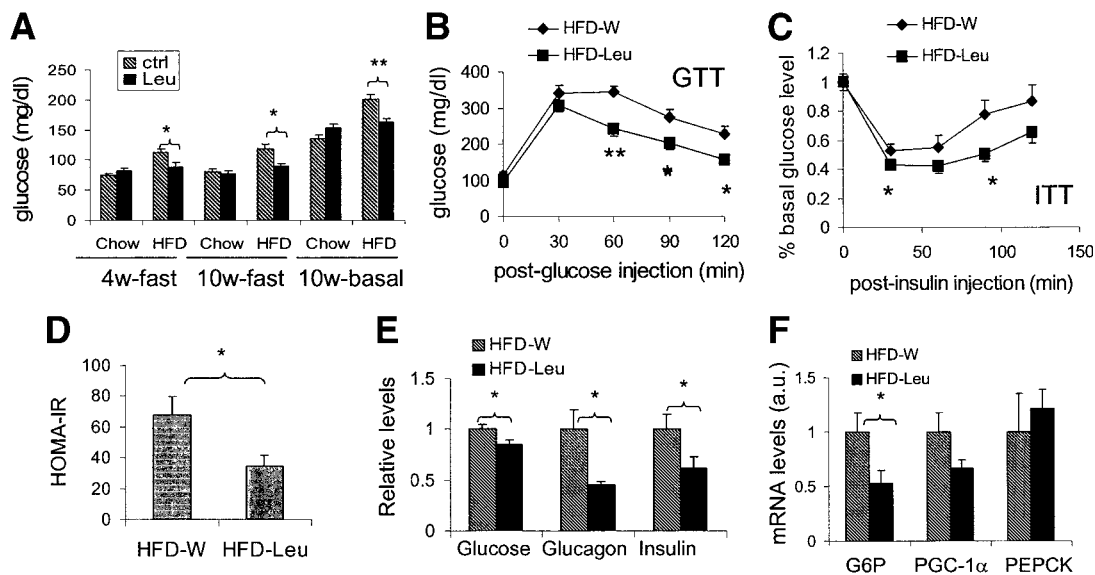 A
ctrl
Leu
glucose (mg/dl)
250
200
150
100
50
0
*
*
**
Chow HFD Chow HFD Chow HFD
4w-fast 10w-fast 10w-basal
B
HFD-W
HFD-Leu
GTT
glucose (mg/dl)
400
300
200
100
**
*
*
0 30 60 90 120
post-glucose injection (min)
C
HFD-W
HFD-Leu
% basal glucose level
1.2
1
0.8
0.6
0.4
0.2
0
*
*
ITT
0 50 100 150
post-insulin injection (min)
D
HOMA-IR
100
80
60
40
20
0
*
HFD-W HFD-Leu
E
HFD-W
HFD-Leu
Relative levels
1.5
1
0.5
0
*
*
*
Glucose Glucagon Insulin
F
HFD-W
HFD-Leu
mRNA levels (a.u.)
1.5
1
0.5
0
*
G6P PGC-1α PEPCK